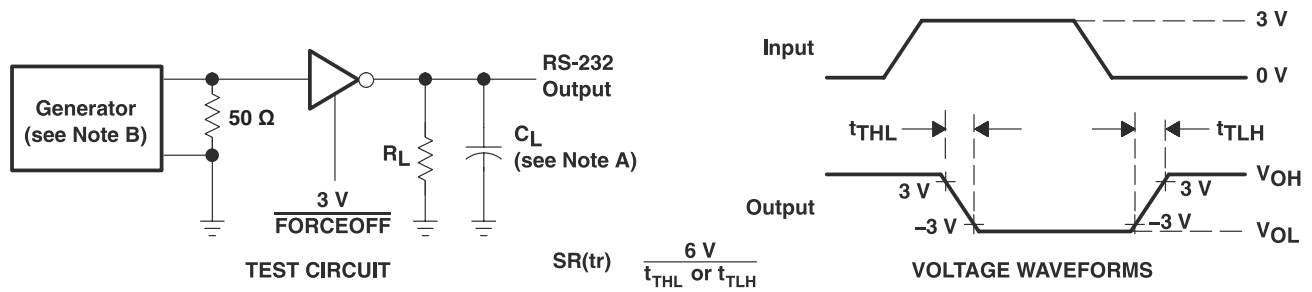 Generator
(see Note B)
50 Ω
3 V
FORCEOFF
RS-232
Output
RL
CL
(see Note A)
TEST CIRCUIT
SR(tr)
6 V
tTHL or tTLH
Input
3 V
0 V
tTHL
tTLH
Output
3 V
–3 V
3 V
–3 V
VOH
VOL
VOLTAGE WAVEFORMS